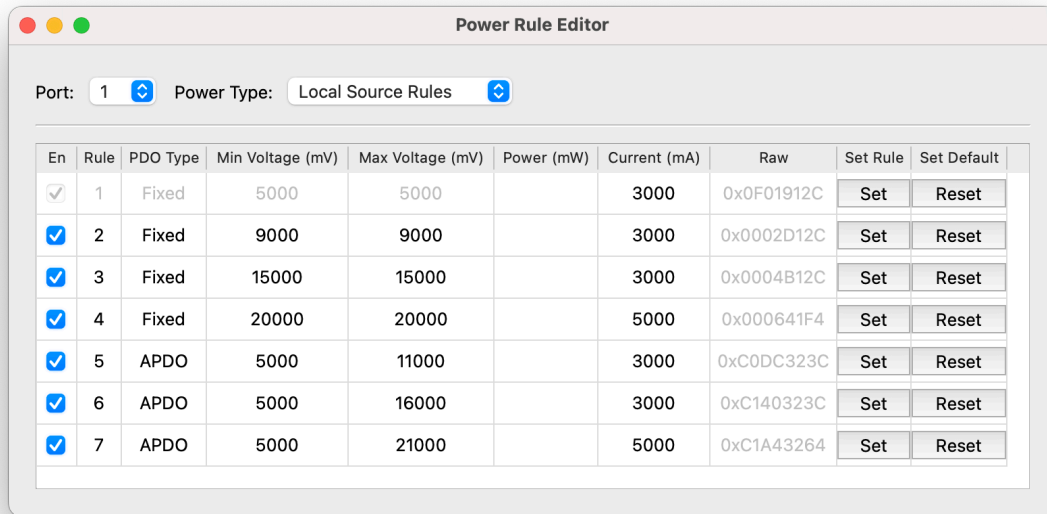 Power Rule Editor
Port: 1 Power Type: Local Source Rules
En Rule PDO Type Min Voltage (mV) Max Voltage (mV) Power (mW) Current (mA) Raw Set Rule Set Default
1 Fixed 5000 5000 3000 0x0F01912C Set Reset
2 Fixed 9000 9000 3000 0x0002D12C Set Reset
3 Fixed 15000 15000 3000 0x0004B12C Set Reset
4 Fixed 20000 20000 5000 0x000641F4 Set Reset
5 APDO 5000 11000 3000 0xC0DC323C Set Reset
6 APDO 5000 16000 3000 0xC140323C Set Reset
7 APDO 5000 21000 5000 0xC1A43264 Set Reset